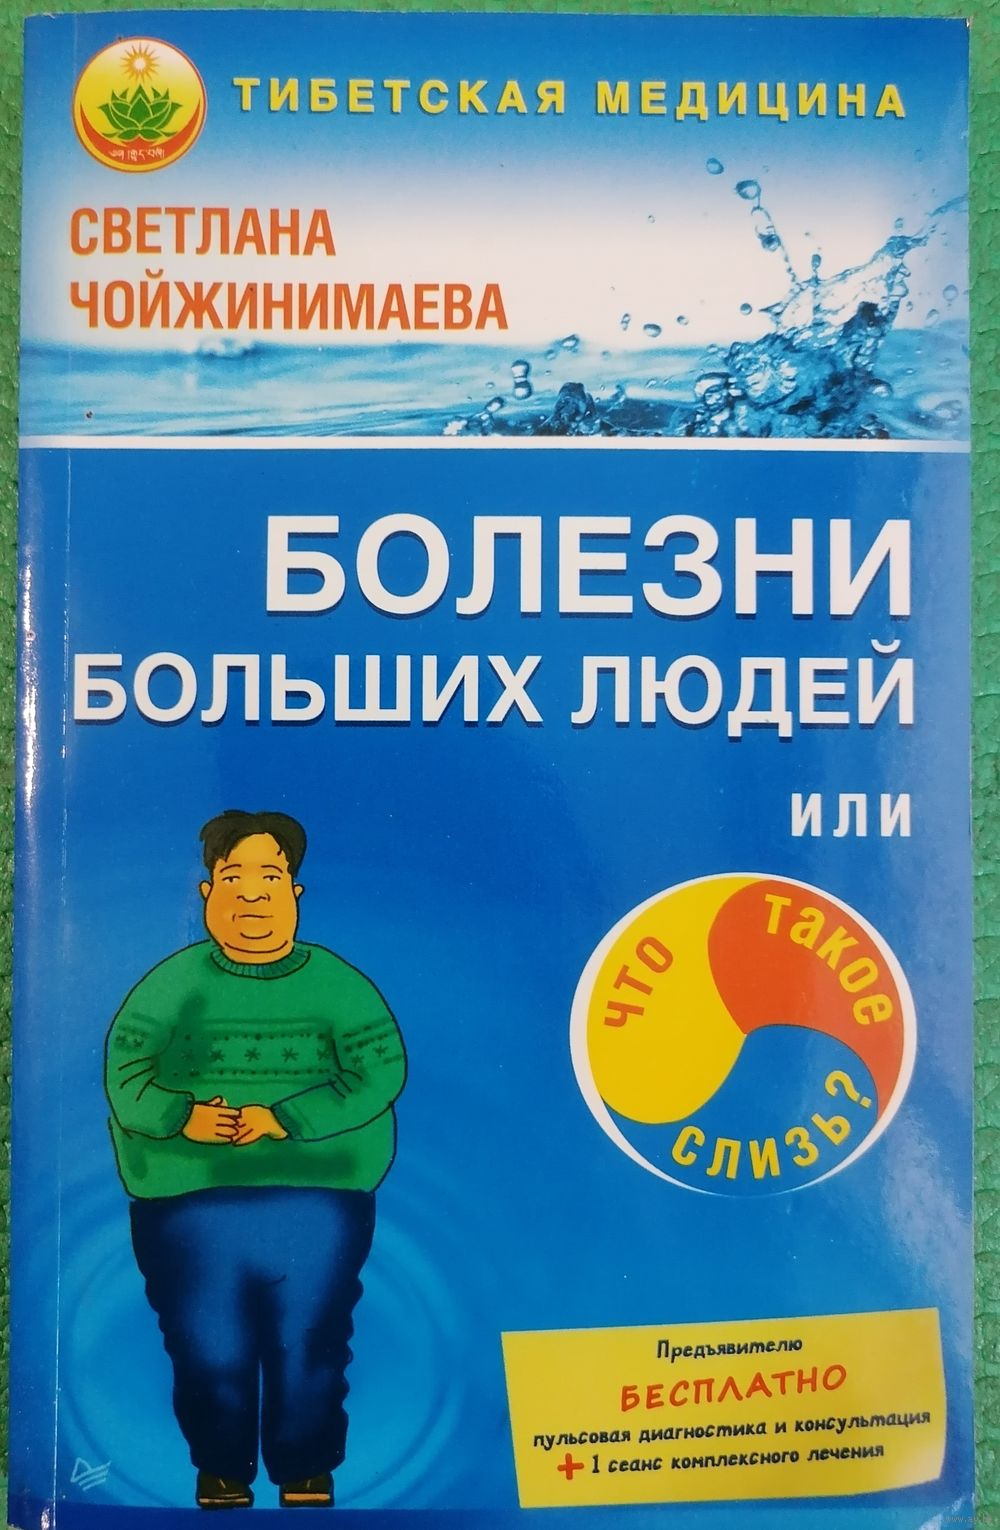 ТИБЕТСКАЯ МЕДИЦИНА
СВЕТЛАНА
ЧОЙЖИНИМАЕВА
БОЛЕЗНИ
БОЛЬШИХ ЛЮДЕЙ
ИЛИ
ЧТО
ТАКОЕ
СЛИЗЬ?
Предъявителю
БЕСПЛАТНО
пульсовая диагностика и консультация
+ 1 сеанс комплексного лечения